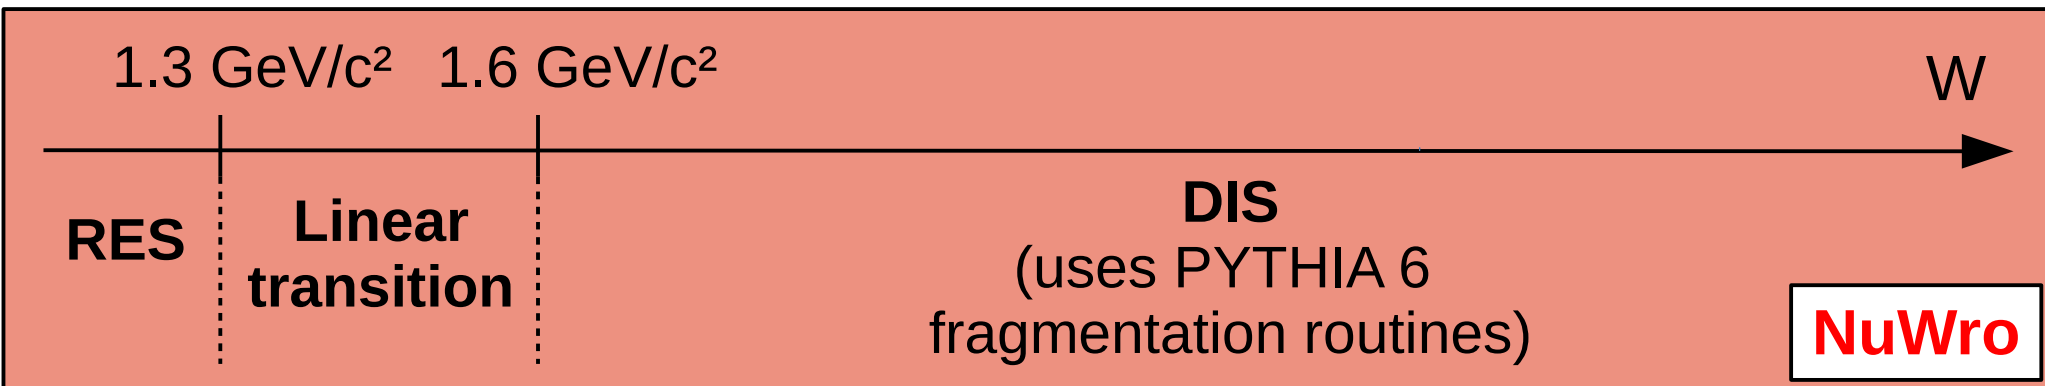 1.3 GeV/c²
1.6 GeV/c²
W
RES
Linear
transition
DIS
(uses PYTHIA 6
fragmentation routines)
NuWro